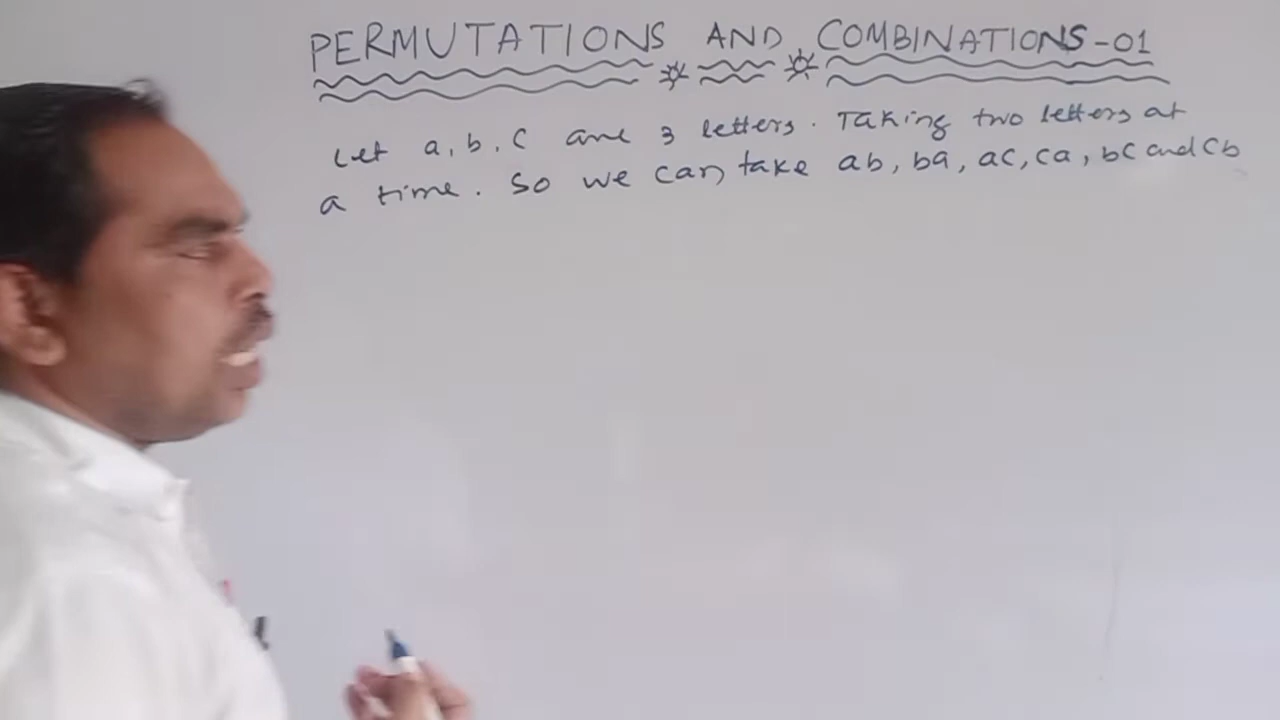 PERMUTATIONS AND COMBINATIONS-01
Let a, b, c are 3 letters. Taking two letters at
a time. So we can take ab, ba, ac, ca, bc and cb